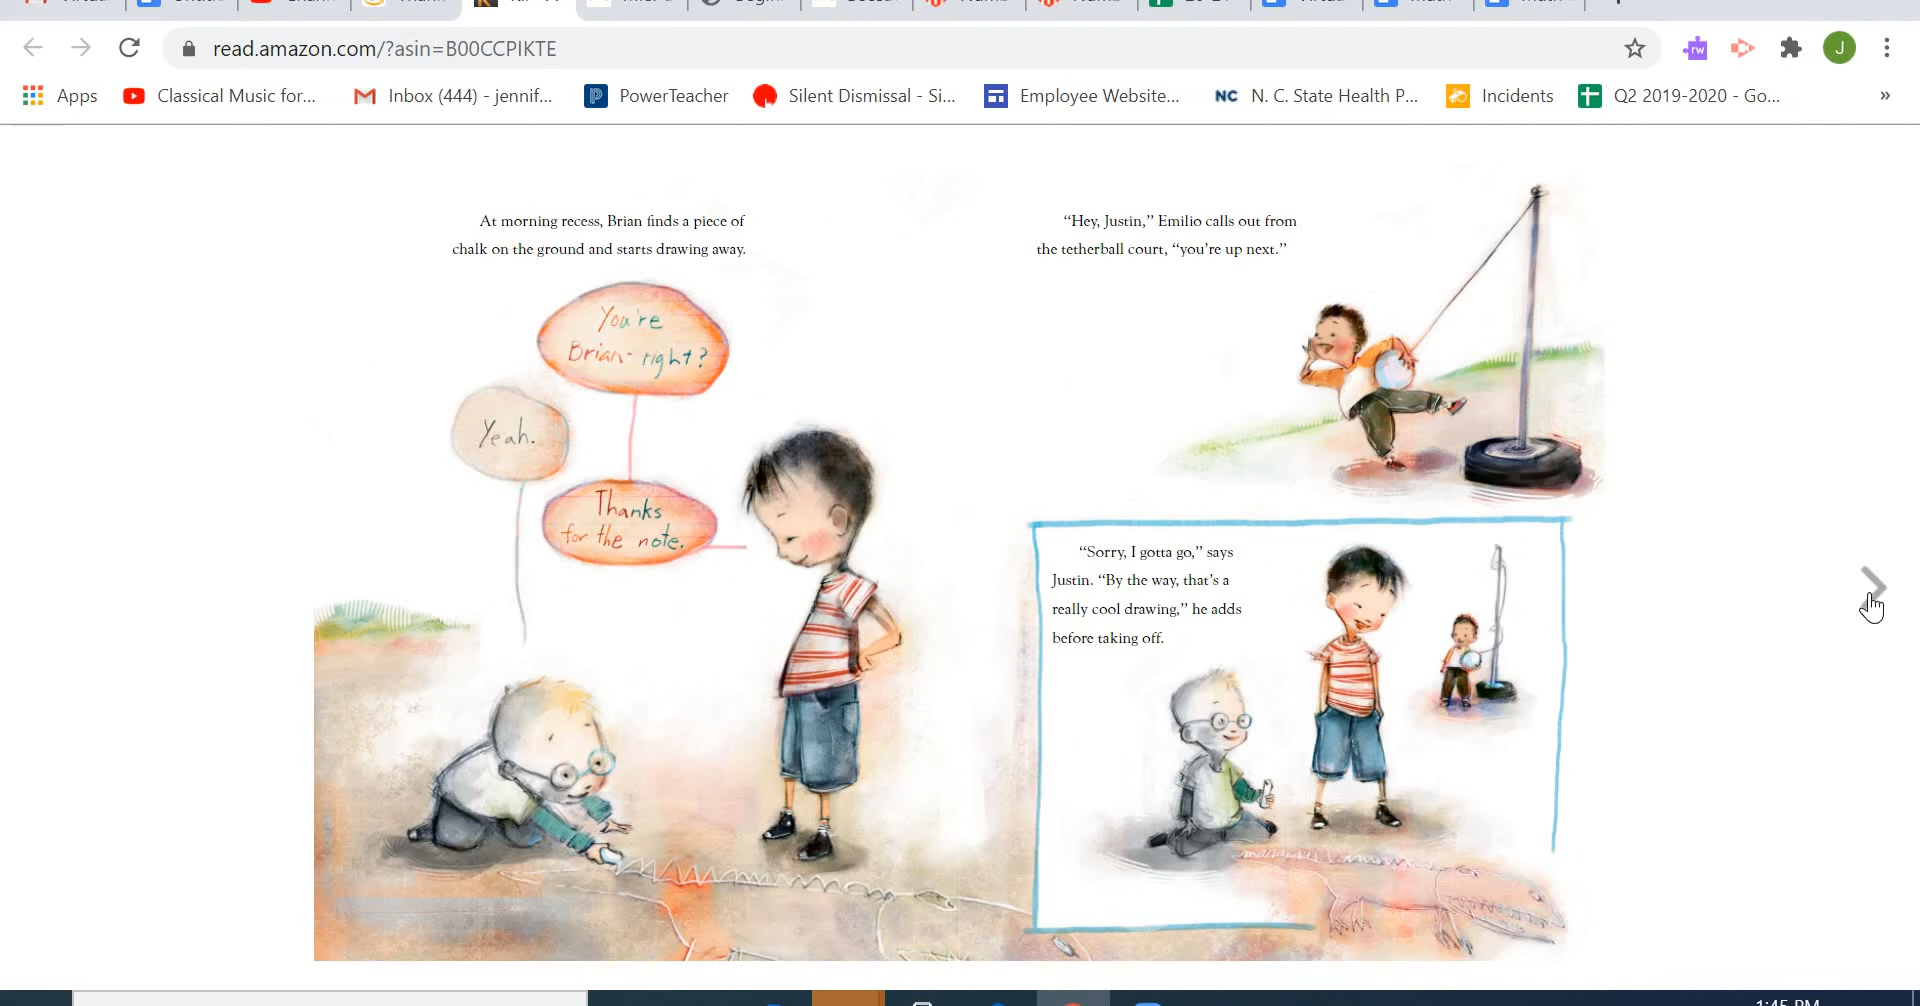 read.amazon.com/?asin=B00CCPIKTE
J
Apps
Classical Music for...
Inbox (444) - jennif...
PowerTeacher
Silent Dismissal - Si...
Employee Website...
NC
N. C. State Health P...
Incidents
Q2 2019-2020 - Go...
»
At morning recess, Brian finds a piece of
chalk on the ground and starts drawing away.
You're
Brian- right?
Yeah.
Thanks
for the note.
“Hey, Justin,” Emilio calls out from
the tetherball court, “you’re up next.”
“Sorry, I gotta go,” says
Justin. “By the way, that’s a
really cool drawing,” he adds
before taking off.
1:45 PM